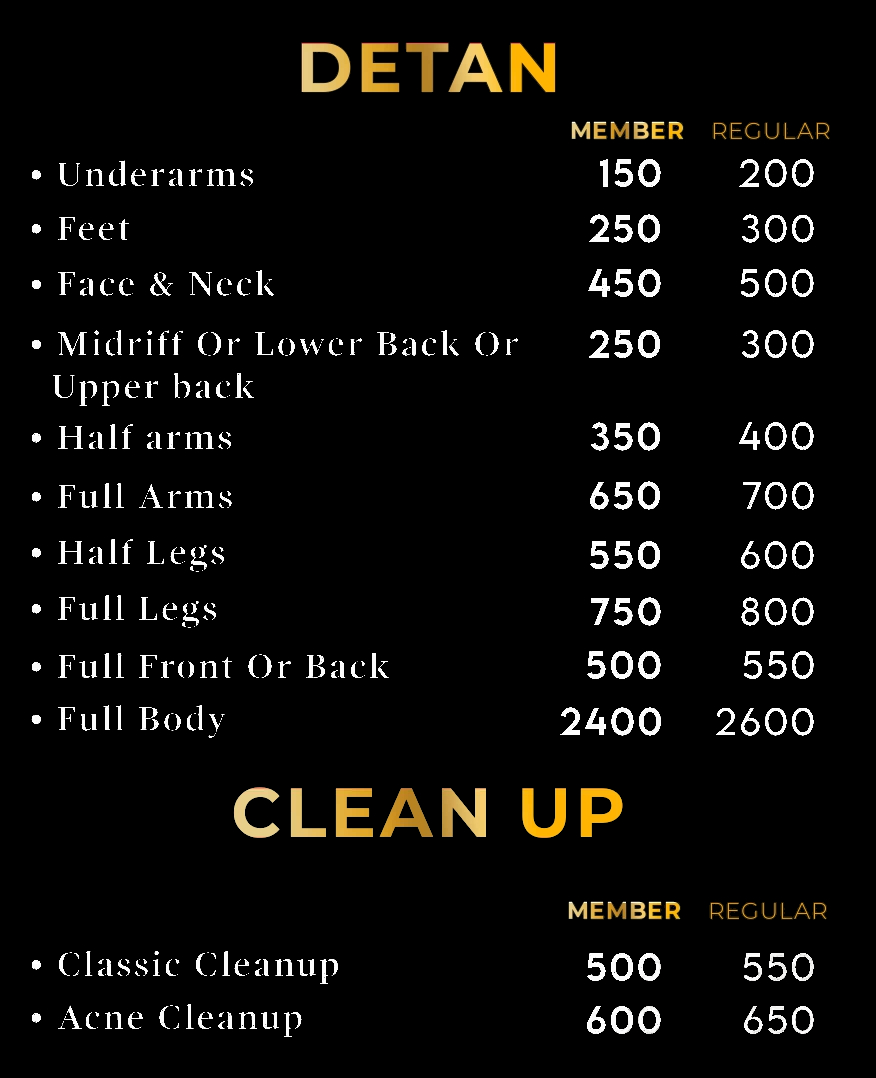 DETAN
MEMBER REGULAR
• Underarms 150 200
• Feet 250 300
• Face & Neck 450 500
• Midriff Or Lower Back Or 250 300
Upper back
• Half arms 350 400
• Full Arms 650 700
• Half Legs 550 600
• Full Legs 750 800
• Full Front Or Back 500 550
• Full Body 2400 2600
CLEAN UP
MEMBER REGULAR
• Classic Cleanup 500 550
• Acne Cleanup 600 650